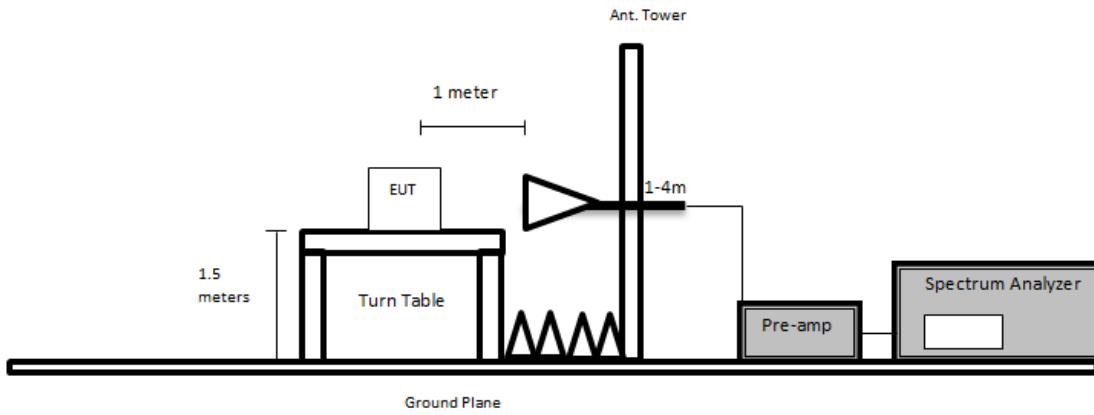 Ant. Tower
1 meter
EUT
1-4m
1.5
meters
Turn Table
Spectrum Analyzer
Pre-amp
Ground Plane